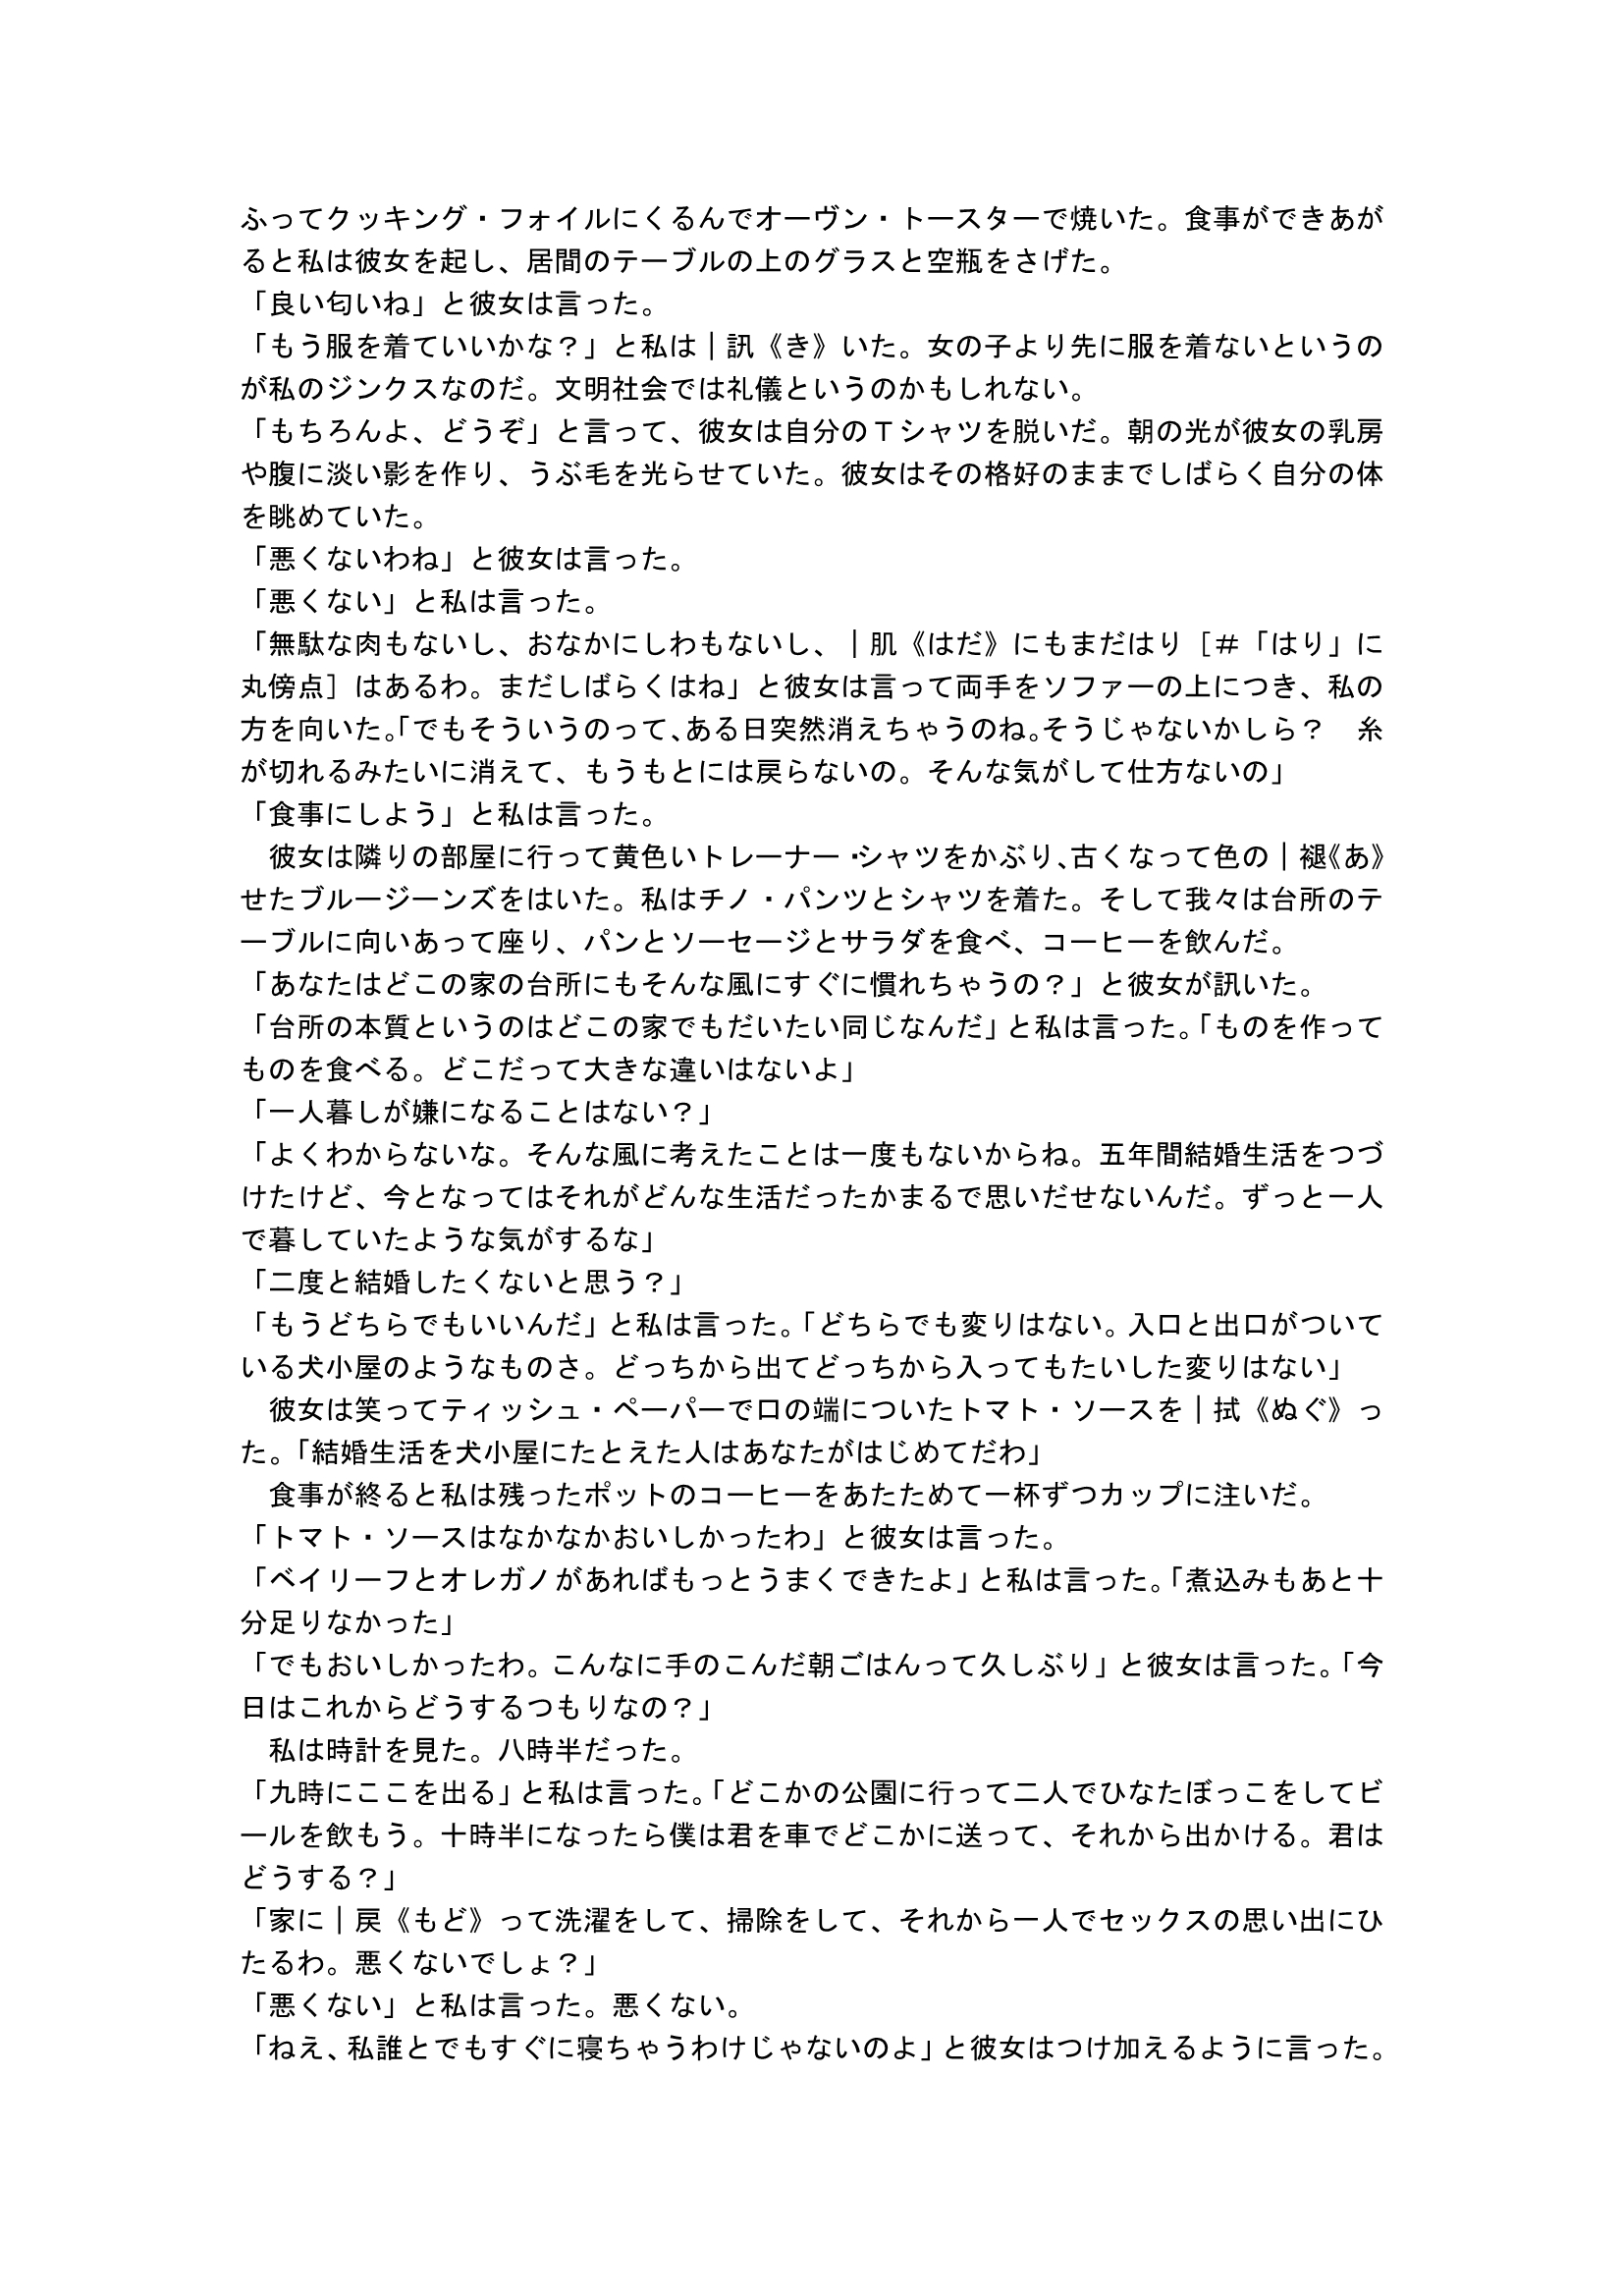 ふってクッキング・フォイルにくるんでオーヴン・トースターで焼いた。食事ができあが
ると私は彼女を起し、居間のテーブルの上のグラスと空瓶をさげた。
「良い匂いね」と彼女は言った。
「もう服を着ていいかな？」と私は｜訊《き》いた。女の子より先に服を着ないというの
が私のジンクスなのだ。文明社会では礼儀というのかもしれない。
「もちろんよ、どうぞ」と言って、彼女は自分のＴシャツを脱いだ。朝の光が彼女の乳房
や腹に淡い影を作り、うぶ毛を光らせていた。彼女はその格好のままでしばらく自分の体
を眺めていた。
「悪くないわね」と彼女は言った。
「悪くない」と私は言った。
「無駄な肉もないし、おなかにしわもないし、｜肌《はだ》にもまだはり［＃「はり」に
丸傍点］はあるわ。まだしばらくはね」と彼女は言って両手をソファーの上につき、私の
方を向いた。「でもそういうのって、ある日突然消えちゃうのね。そうじゃないかしら？　糸
が切れるみたいに消えて、もうもとには戻らないの。そんな気がして仕方ないの」
「食事にしよう」と私は言った。
　彼女は隣りの部屋に行って黄色いトレーナー・シャツをかぶり、古くなって色の｜褪《あ》
せたブルージーンズをはいた。私はチノ・パンツとシャツを着た。そして我々は台所のテ
ーブルに向いあって座り、パンとソーセージとサラダを食べ、コーヒーを飲んだ。
「あなたはどこの家の台所にもそんな風にすぐに慣れちゃうの？」と彼女が訊いた。
「台所の本質というのはどこの家でもだいたい同じなんだ」と私は言った。「ものを作って
ものを食べる。どこだって大きな違いはないよ」
「一人暮しが嫌になることはない？」
「よくわからないな。そんな風に考えたことは一度もないからね。五年間結婚生活をつづ
けたけど、今となってはそれがどんな生活だったかまるで思いだせないんだ。ずっと一人
で暮していたような気がするな」
「二度と結婚したくないと思う？」
「もうどちらでもいいんだ」と私は言った。「どちらでも変りはない。入口と出口がついて
いる犬小屋のようなものさ。どっちから出てどっちから入ってもたいした変りはない」
　彼女は笑ってティッシュ・ペーパーで口の端についたトマト・ソースを｜拭《ぬぐ》っ
た。「結婚生活を犬小屋にたとえた人はあなたがはじめてだわ」
　食事が終ると私は残ったポットのコーヒーをあたためて一杯ずつカップに注いだ。
「トマト・ソースはなかなかおいしかったわ」と彼女は言った。
「ベイリーフとオレガノがあればもっとうまくできたよ」と私は言った。「煮込みもあと十
分足りなかった」
「でもおいしかったわ。こんなに手のこんだ朝ごはんって久しぶり」と彼女は言った。「今
日はこれからどうするつもりなの？」
　私は時計を見た。八時半だった。
「九時にここを出る」と私は言った。「どこかの公園に行って二人でひなたぼっこをしてビ
ールを飲もう。十時半になったら僕は君を車でどこかに送って、それから出かける。君は
どうする？」
「家に｜戻《もど》って洗濯をして、掃除をして、それから一人でセックスの思い出にひ
たるわ。悪くないでしょ？」
「悪くない」と私は言った。悪くない。
「ねえ、私誰とでもすぐに寝ちゃうわけじゃないのよ」と彼女はつけ加えるように言った。